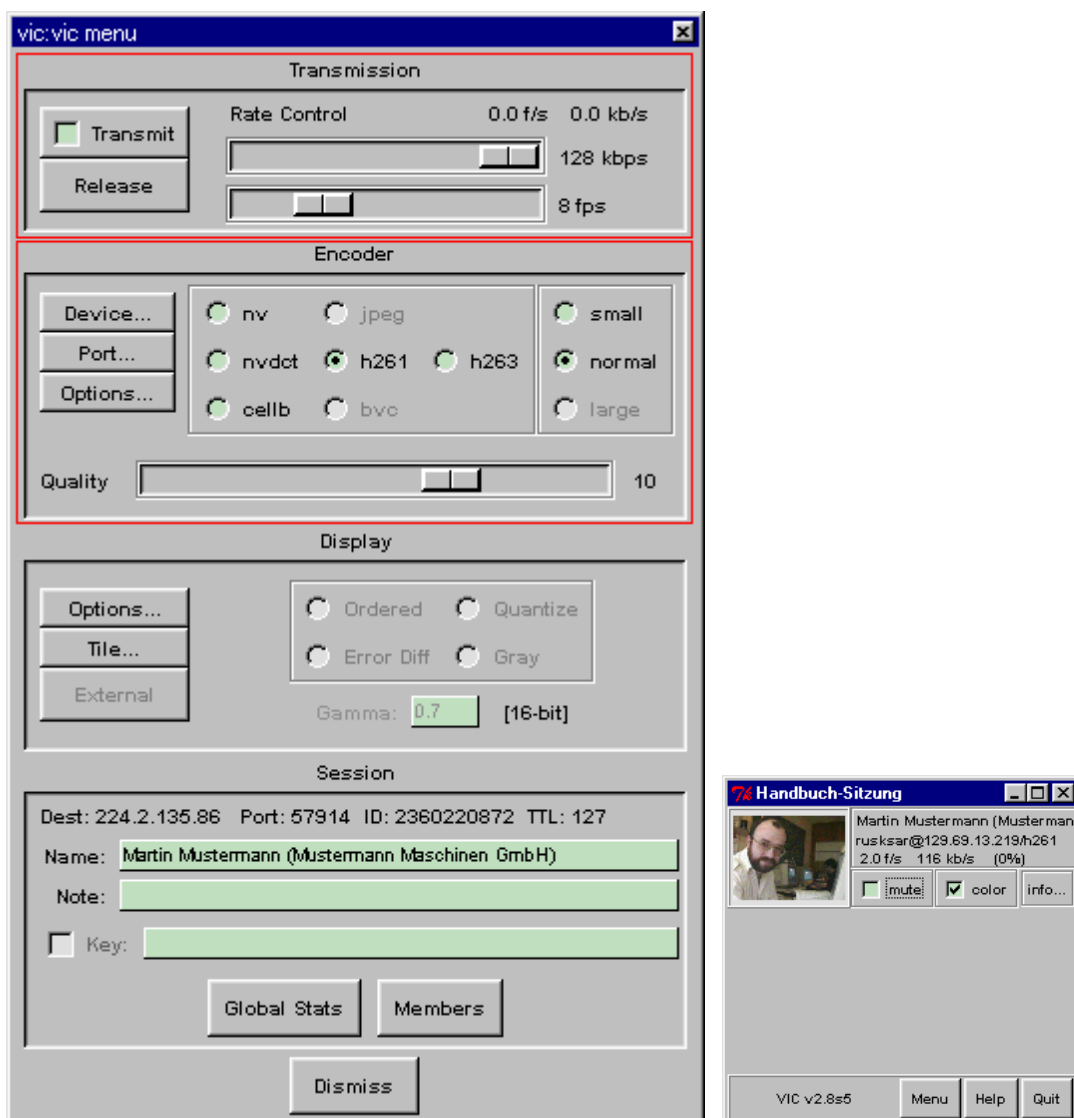 vic:vic menu
Transmission
Transmit
Release
Rate Control 0.0 f/s 0.0 kb/s
128 kbps
8 fps
Encoder
Device...
Port...
Options...
nv jpeg
nvdct h261 h263
cellb bvc
small
normal
large
Quality 10
Display
Options...
Tile...
External
Ordered Quantize
Error Diff Gray
Gamma: 0.7 [16-bit]
Session
Dest: 224.2.135.86 Port: 57914 ID: 2360220872 TTL: 127
Name: Martin Mustermann (Mustermann Maschinen GmbH)
Note:
Key:
Global Stats Members
Dismiss
Handbuch-Sitzung
Martin Mustermann (Musterman
rusksar@129.69.13.219/h261
2.0 f/s 116 kb/s (0%)
mute color info...
VIC v2.8s5 Menu Help Quit